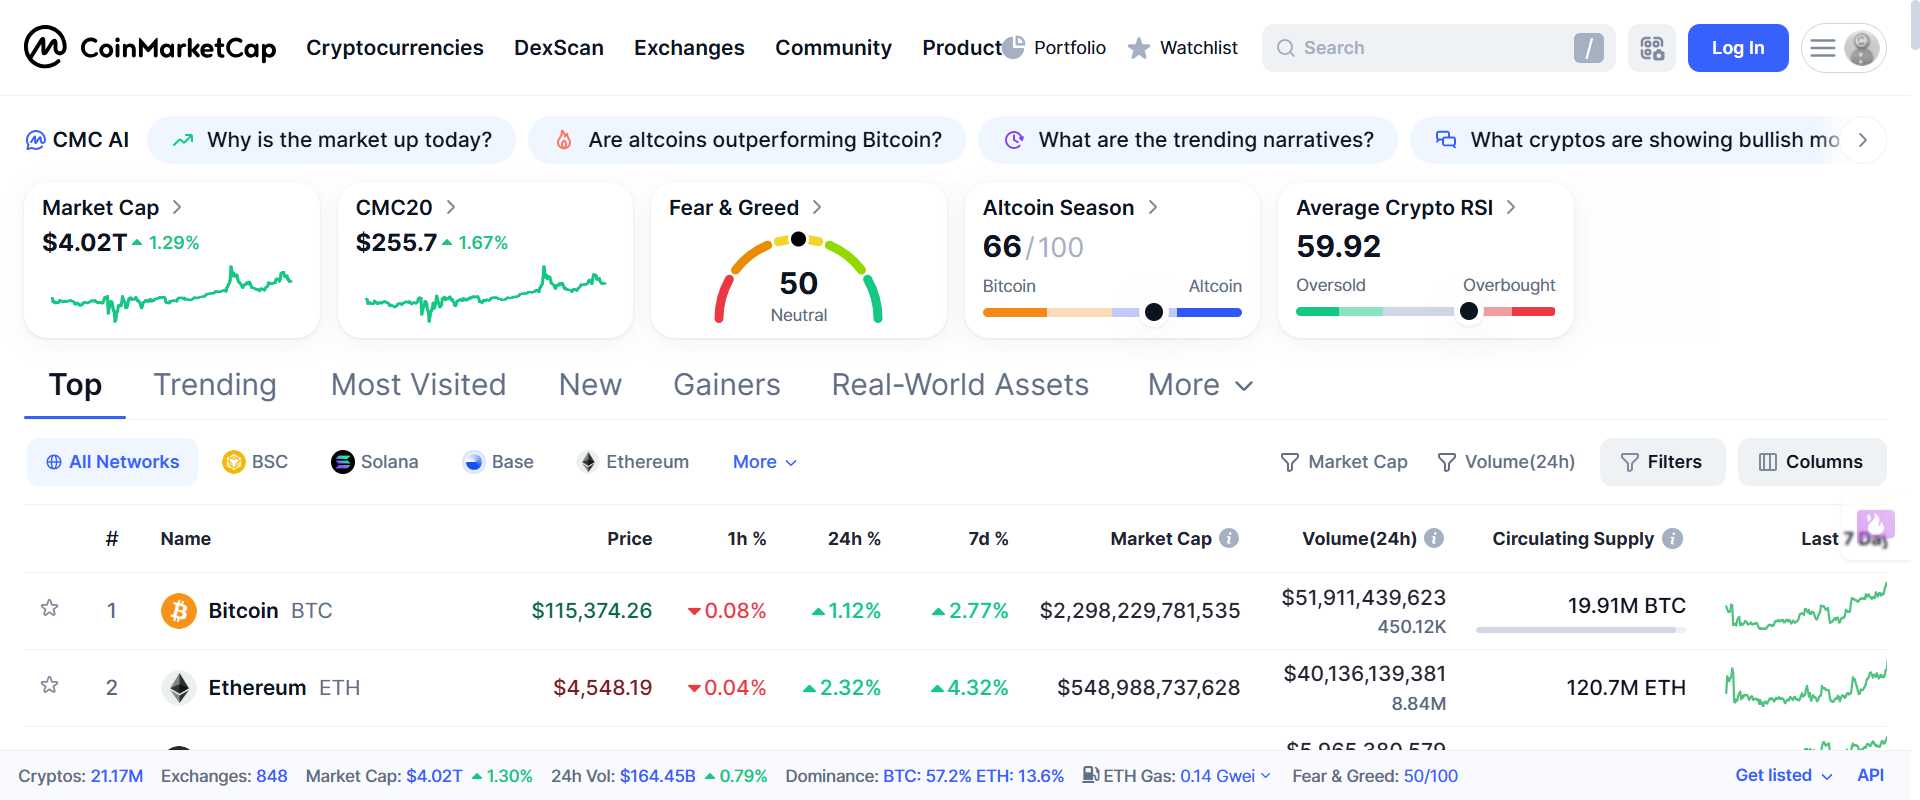 CoinMarketCap Cryptocurrencies DexScan Exchanges Community Product Portfolio Watchlist Search / Log In
CMC AI Why is the market up today? Are altcoins outperforming Bitcoin? What are the trending narratives? What cryptos are showing bullish mo
Market Cap
$4.02T 1.29%
CMC20
$255.7 1.67%
Fear & Greed
50
Neutral
Altcoin Season
66/100
Bitcoin Altcoin
Average Crypto RSI
59.92
Oversold Overbought
Top Trending Most Visited New Gainers Real-World Assets More
All Networks BSC Solana Base Ethereum More Market Cap Volume(24h) Filters Columns
# Name Price 1h % 24h % 7d % Market Cap Volume(24h) Circulating Supply Last 7 Day
1 Bitcoin BTC $115,374.26 0.08% 1.12% 2.77% $2,298,229,781,535 $51,911,439,623 19.91M BTC
450.12K
2 Ethereum ETH $4,548.19 0.04% 2.32% 4.32% $548,988,737,628 $40,136,139,381 120.7M ETH
8.84M
Cryptos: 21.17M Exchanges: 848 Market Cap: $4.02T 1.30% 24h Vol: $164.45B 0.79% Dominance: BTC: 57.2% ETH: 13.6% ETH Gas: 0.14 Gwei Fear & Greed: 50/100 Get listed API